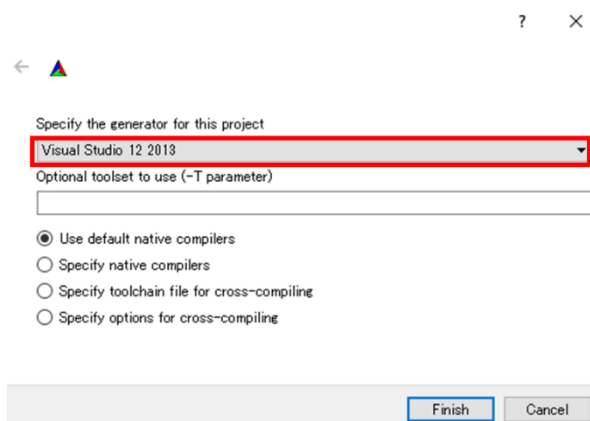 Specify the generator for this project
Visual Studio 12 2013
Optional toolset to use (-T parameter)
Use default native compilers
Specify native compilers
Specify toolchain file for cross-compiling
Specify options for cross-compiling
Finish Cancel